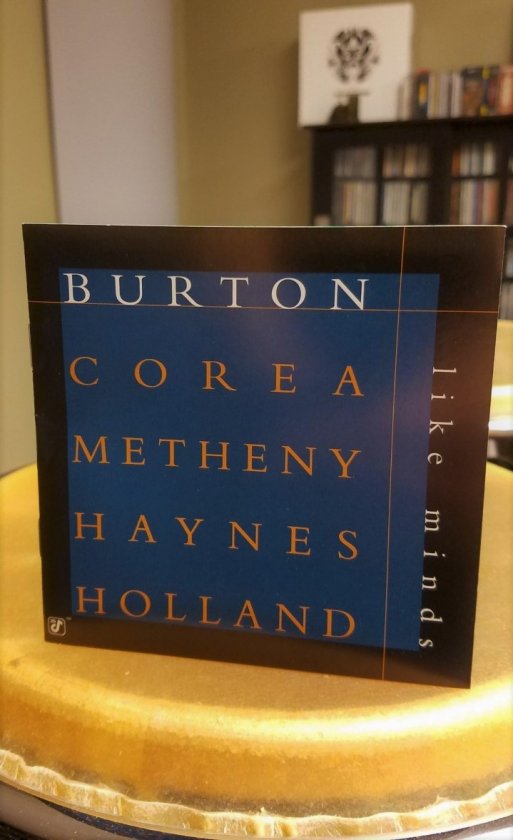 BURTON
COREA
METHENY
HAYNES
HOLLAND
like minds